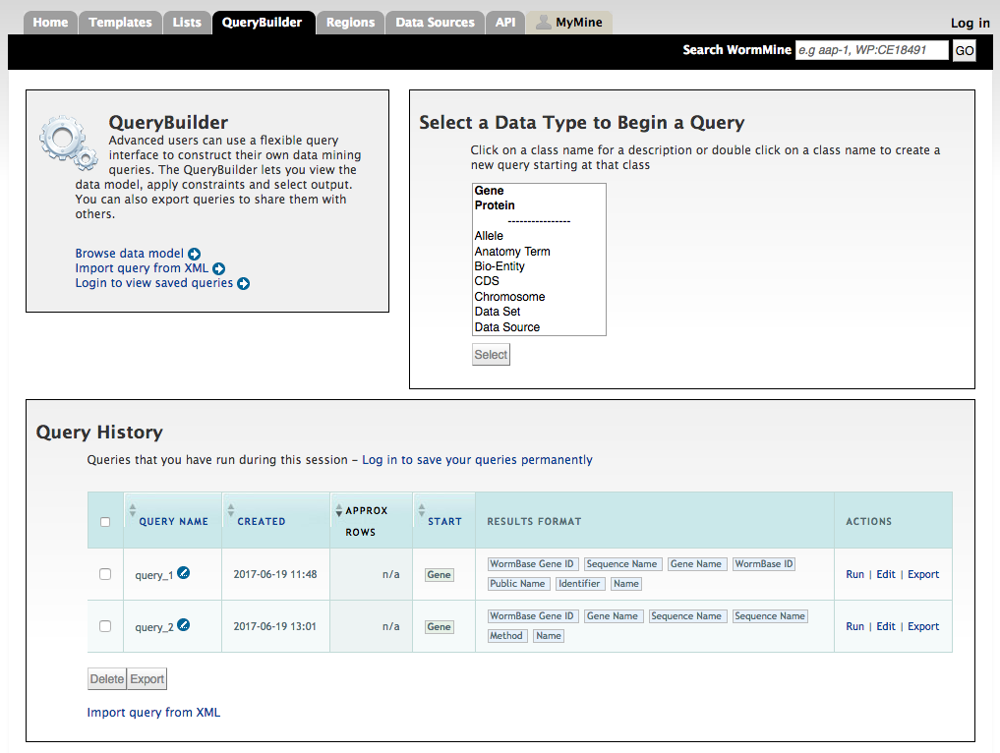 Home Templates Lists QueryBuilder Regions Data Sources API MyMine
Log in
Search WormMine e.g aap-1, WP:CE18491 GO
QueryBuilder
Advanced users can use a flexible query
interface to construct their own data mining
queries. The QueryBuilder lets you view the
data model, apply constraints and select output.
You can also export queries to share them with
others.
Browse data model
Import query from XML
Login to view saved queries
Select a Data Type to Begin a Query
Click on a class name for a description or double click on a class name to create a
new query starting at that class
Gene
Protein
----------------
Allele
Anatomy Term
Bio-Entity
CDS
Chromosome
Data Set
Data Source
Select
Query History
Queries that you have run during this session - Log in to save your queries permanently
QUERY NAME CREATED APPROX ROWS START RESULTS FORMAT ACTIONS
query_1 2017-06-19 11:48 n/a Gene WormBase Gene ID Sequence Name Gene Name WormBase ID Run | Edit | Export
Public Name Identifier Name
query_2 2017-06-19 13:01 n/a Gene WormBase Gene ID Gene Name Sequence Name Sequence Name Run | Edit | Export
Method Name
Delete Export
Import query from XML